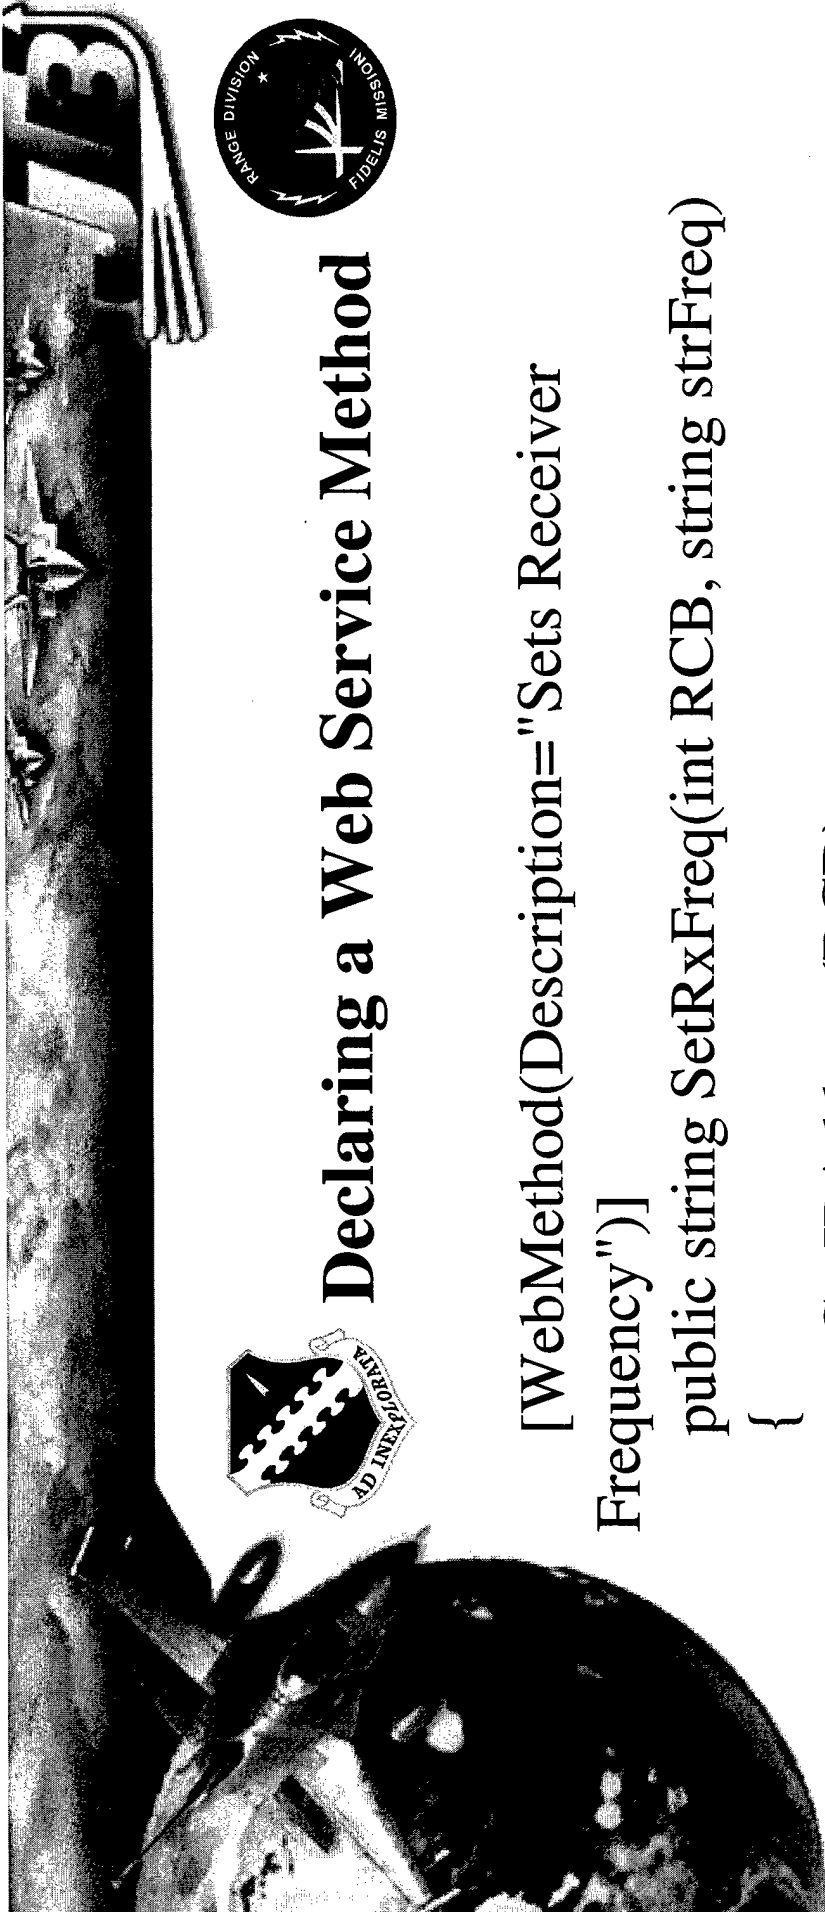 RANGE DIVISION
FIDELIS MISSIONI
AD INEXPLORATA
Declaring a Web Service Method
[WebMethod(Description="Sets Receiver
Frequency")]
public string SetRxFreq(int RCB, string strFreq)
{